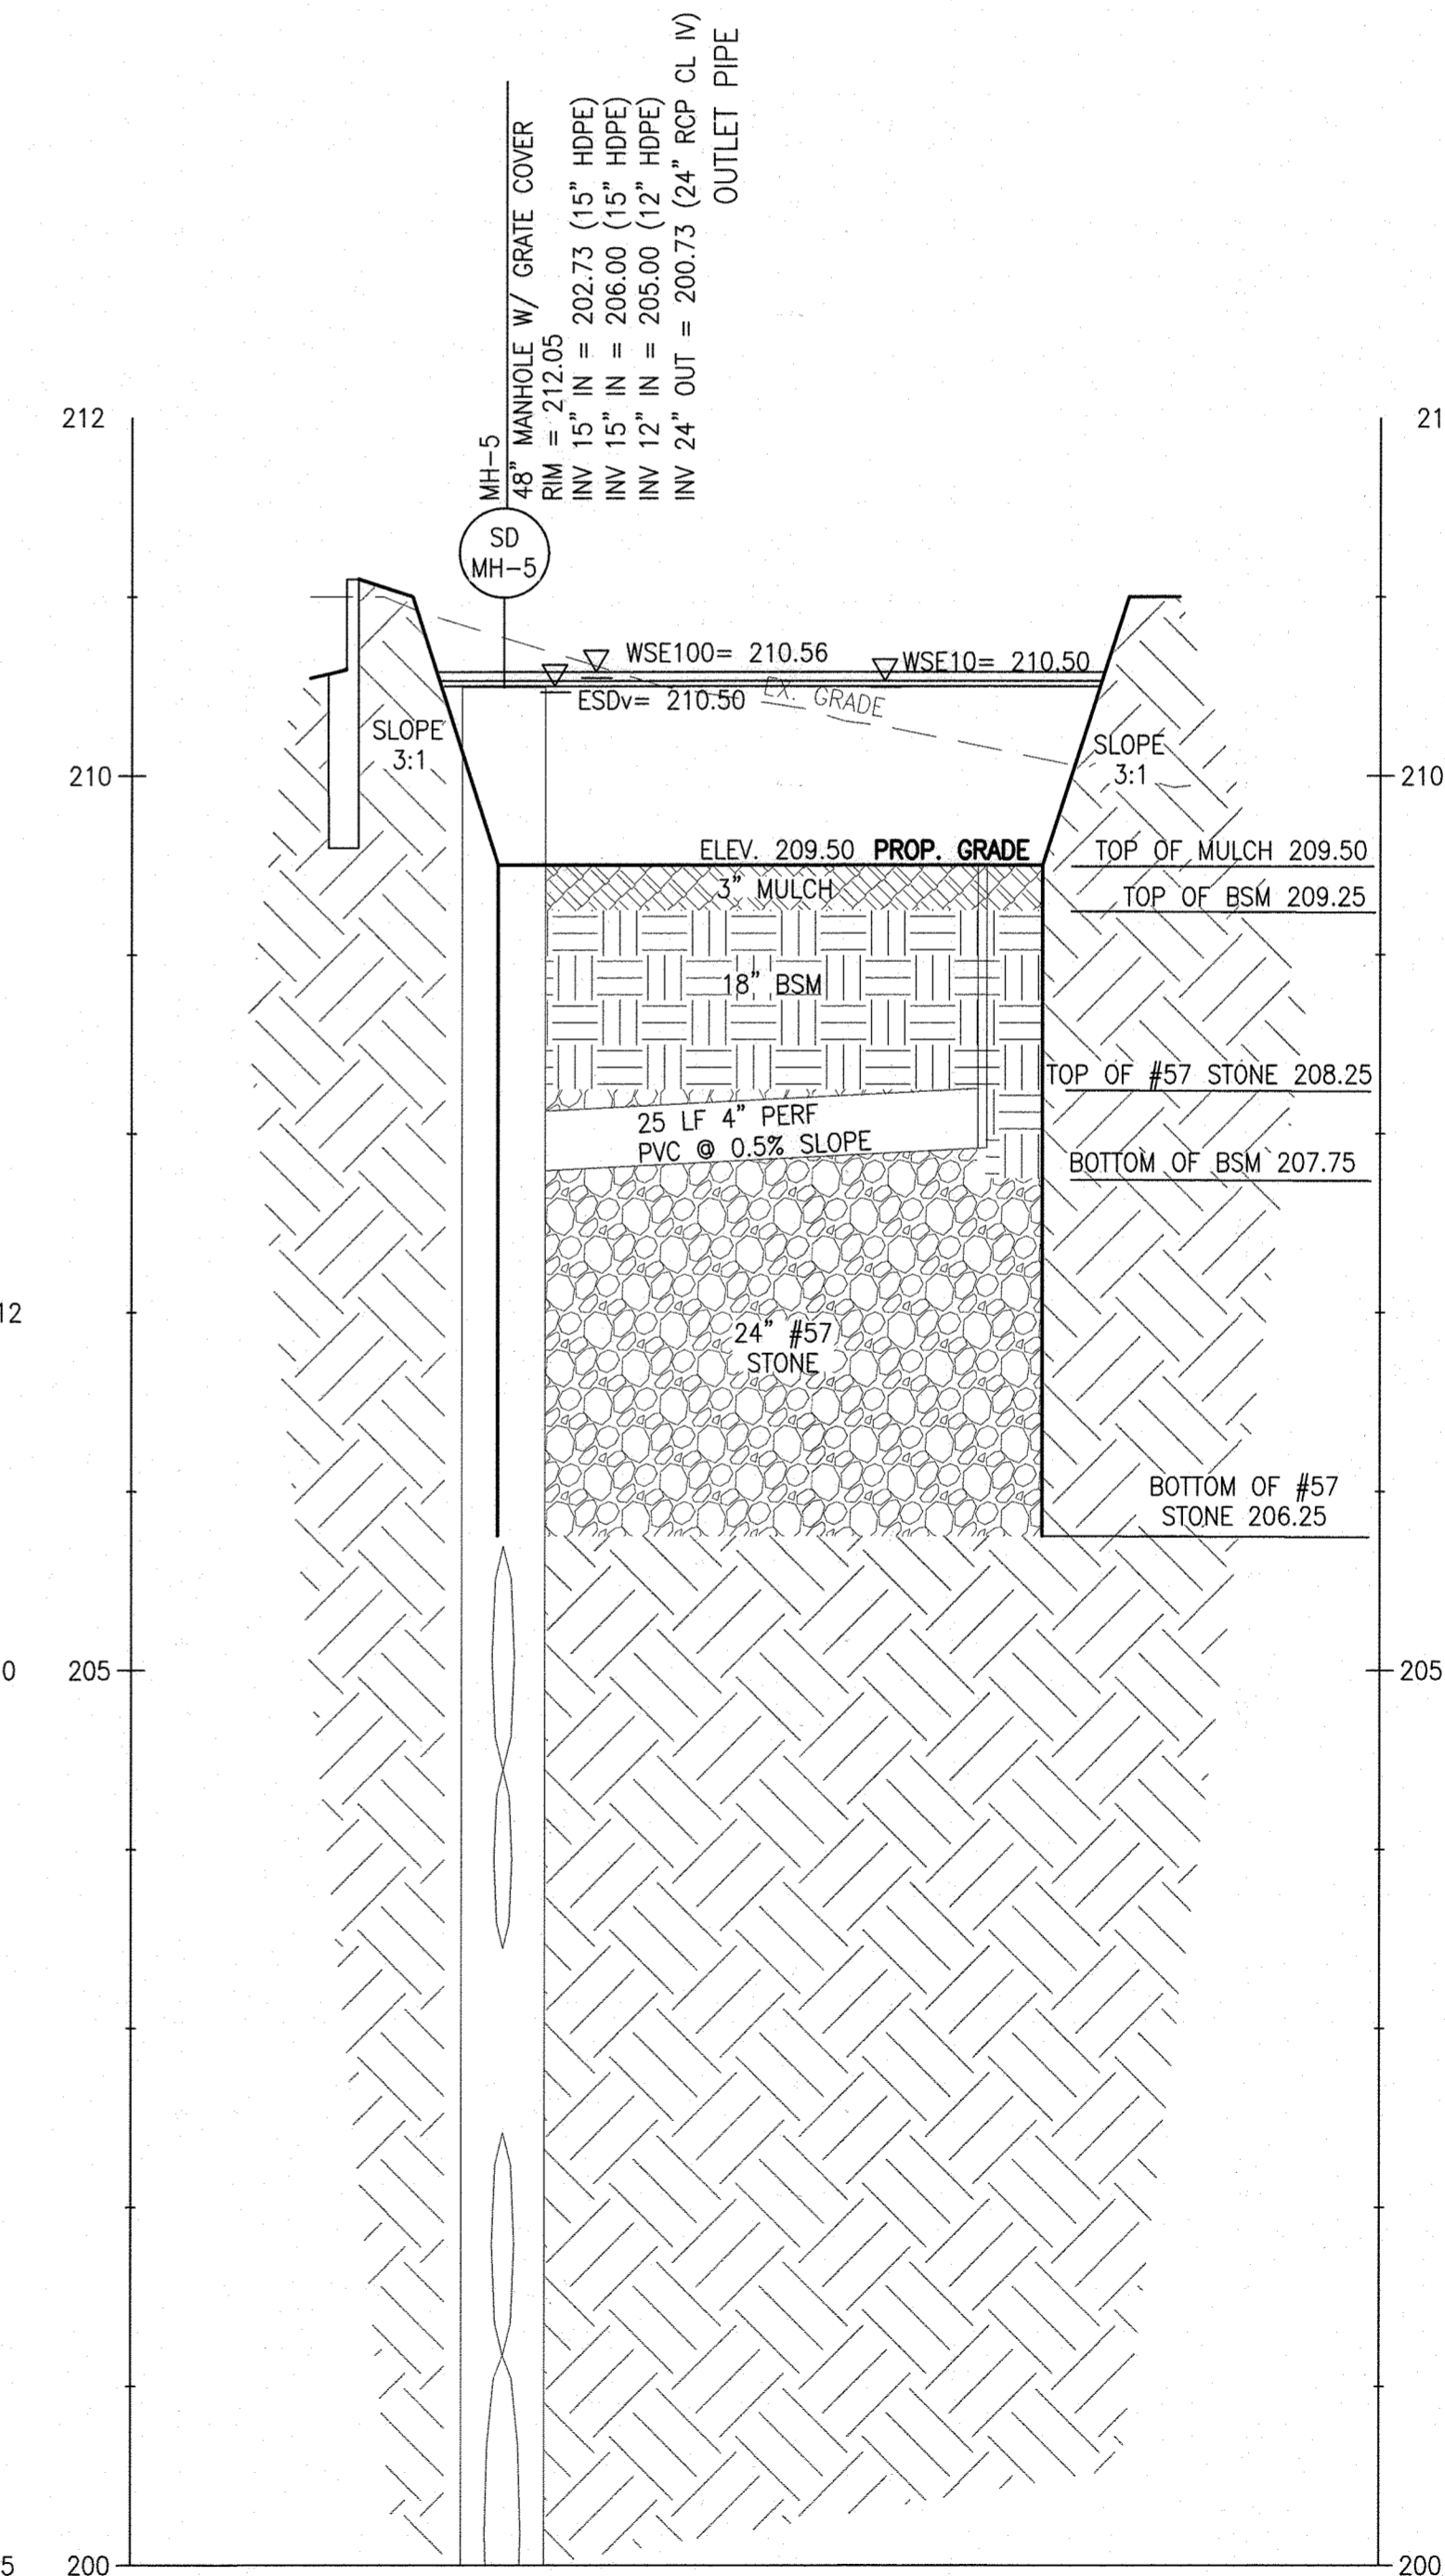 OUTLET PIPE
MH-5
48" MANHOLE W/ GRATE COVER
RIM = 212.05
INV 15" IN = 202.73 (15" HDPE)
INV 15" IN = 206.00 (15" HDPE)
INV 12" IN = 205.00 (12" HDPE)
INV 24" OUT = 200.73 (24" RCP CL IV)
212
21
SD
MH-5
WSE100= 210.56
WSE10= 210.50
ESDv= 210.50
EX. GRADE
SLOPE
3:1
SLOPE
3:1
210
210
ELEV. 209.50 PROP. GRADE
TOP OF MULCH 209.50
3" MULCH
TOP OF BSM 209.25
18" BSM
TOP OF #57 STONE 208.25
25 LF 4" PERF
PVC @ 0.5% SLOPE
BOTTOM OF BSM 207.75
12
24" #57
STONE
BOTTOM OF #57
STONE 206.25
0
205
205
5
200
200